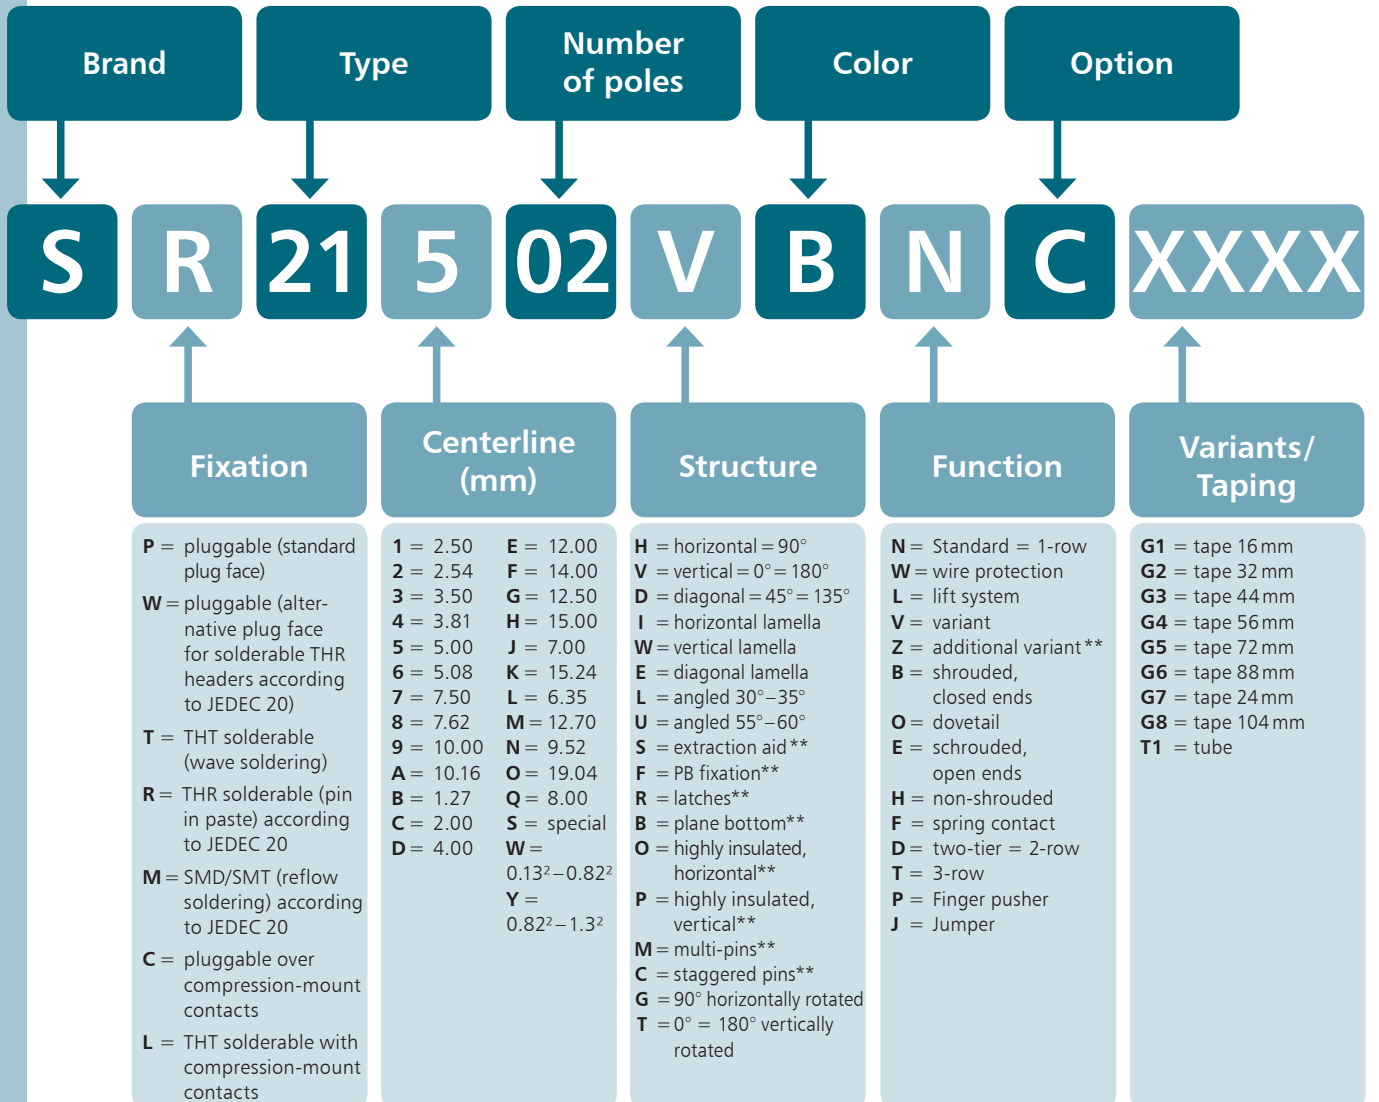 Brand
Type
Number
of poles
Color
Option
S R 21 5 02 V B N C XXXX
Fixation
P = pluggable (standard
plug face)
W = pluggable (alter-
native plug face
for solderable THR
headers according
to JEDEC 20)
T = THT solderable
(wave soldering)
R = THR solderable (pin
in paste) according
to JEDEC 20
M = SMD/SMT (reflow
soldering) according
to JEDEC 20
C = pluggable over
compression-mount
contacts
L = THT solderable with
compression-mount
contacts
Centerline
(mm)
1 = 2.50
2 = 2.54
3 = 3.50
4 = 3.81
5 = 5.00
6 = 5.08
7 = 7.50
8 = 7.62
9 = 10.00
A = 10.16
B = 1.27
C = 2.00
D = 4.00
E = 12.00
F = 14.00
G = 12.50
H = 15.00
J = 7.00
K = 15.24
L = 6.35
M = 12.70
N = 9.52
O = 19.04
Q = 8.00
S = special
W =
0.13²–0.82²
Y =
0.82²–1.3²
Structure
H = horizontal = 90°
V = vertical = 0° = 180°
D = diagonal = 45° = 135°
I = horizontal lamella
W = vertical lamella
E = diagonal lamella
L = angled 30°–35°
U = angled 55°–60°
S = extraction aid**
F = PB fixation**
R = latches**
B = plane bottom**
O = highly insulated,
horizontal**
P = highly insulated,
vertical**
M = multi-pins**
C = staggered pins**
G = 90° horizontally rotated
T = 0° = 180° vertically
rotated
Function
N = Standard = 1-row
W = wire protection
L = lift system
V = variant
Z = additional variant**
B = shrouded,
closed ends
O = dovetail
E = schrouded,
open ends
H = non-shrouded
F = spring contact
D = two-tier = 2-row
T = 3-row
P = Finger pusher
J = Jumper
Variants/
Taping
G1 = tape 16 mm
G2 = tape 32 mm
G3 = tape 44 mm
G4 = tape 56 mm
G5 = tape 72 mm
G6 = tape 88 mm
G7 = tape 24 mm
G8 = tape 104 mm
T1 = tube